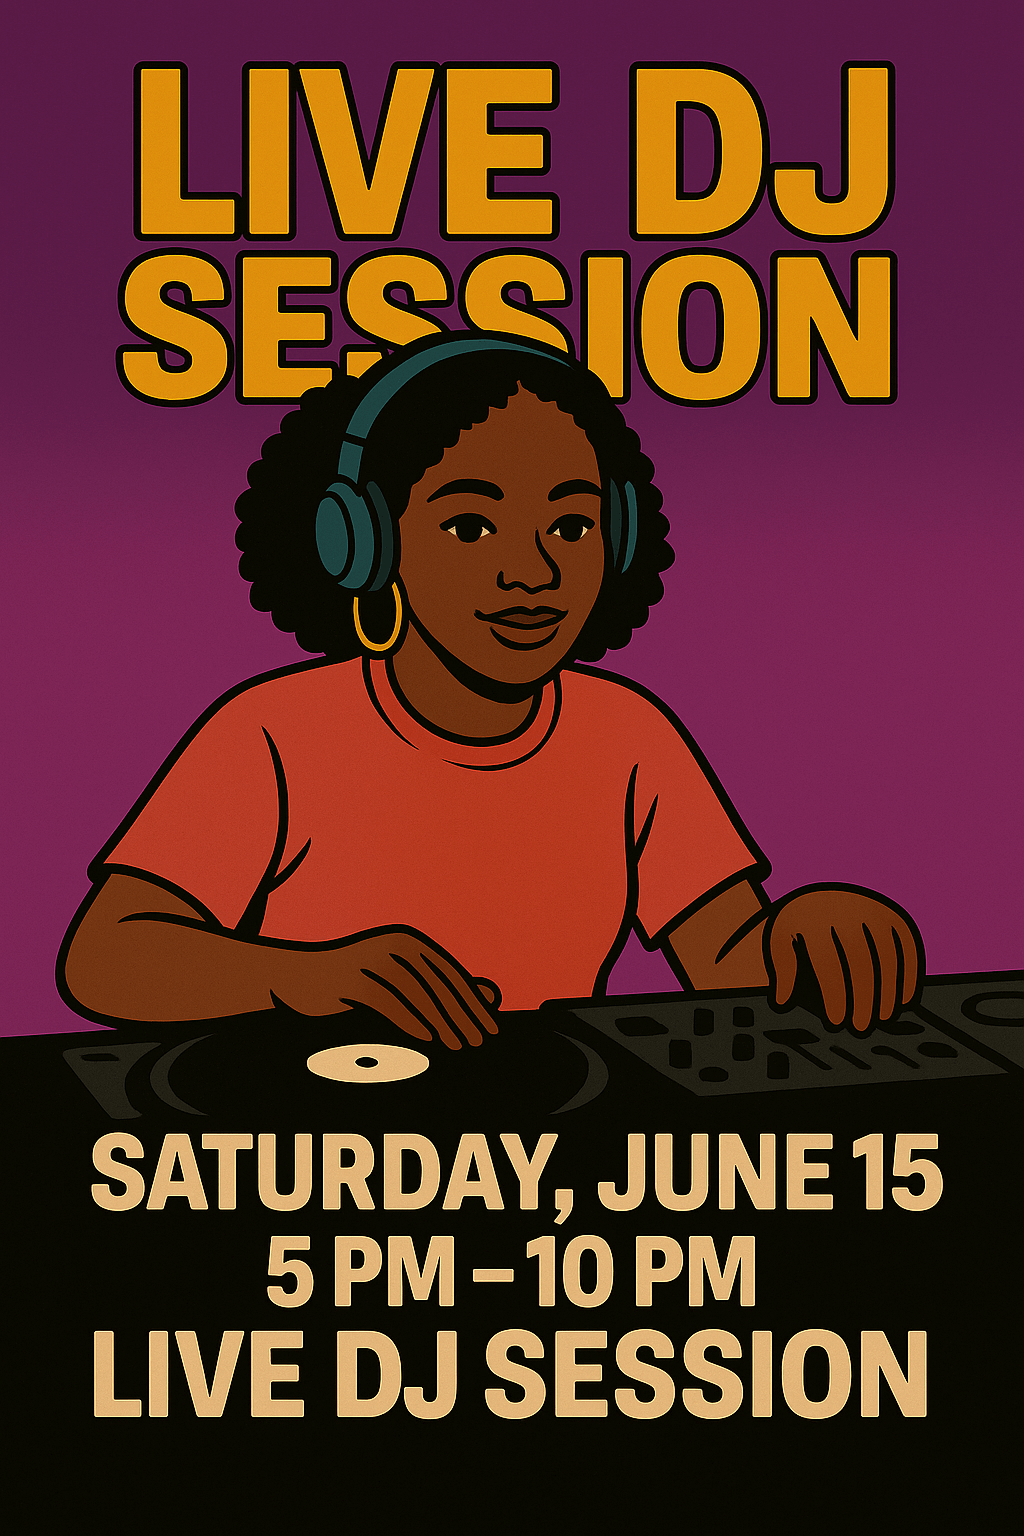 LIVE DJ
SESSION
SATURDAY, JUNE 15
5 PM – 10 PM
LIVE DJ SESSION